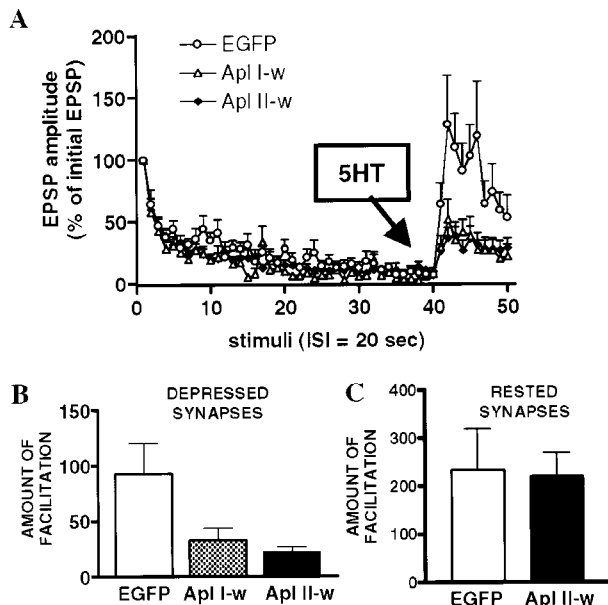 A
EPSP amplitude
(% of initial EPSP)
200
150
100
50
0
EGFP
Apl I-w
Apl II-w
5HT
0 10 20 30 40 50
stimuli (ISI = 20 sec)
B
DEPRESSED
SYNAPSES
AMOUNT OF
FACILITATION
150
100
50
0
EGFP Apl I-w Apl II-w
C
RESTED
SYNAPSES
AMOUNT OF
FACILITATION
400
300
200
100
0
EGFP Apl II-w